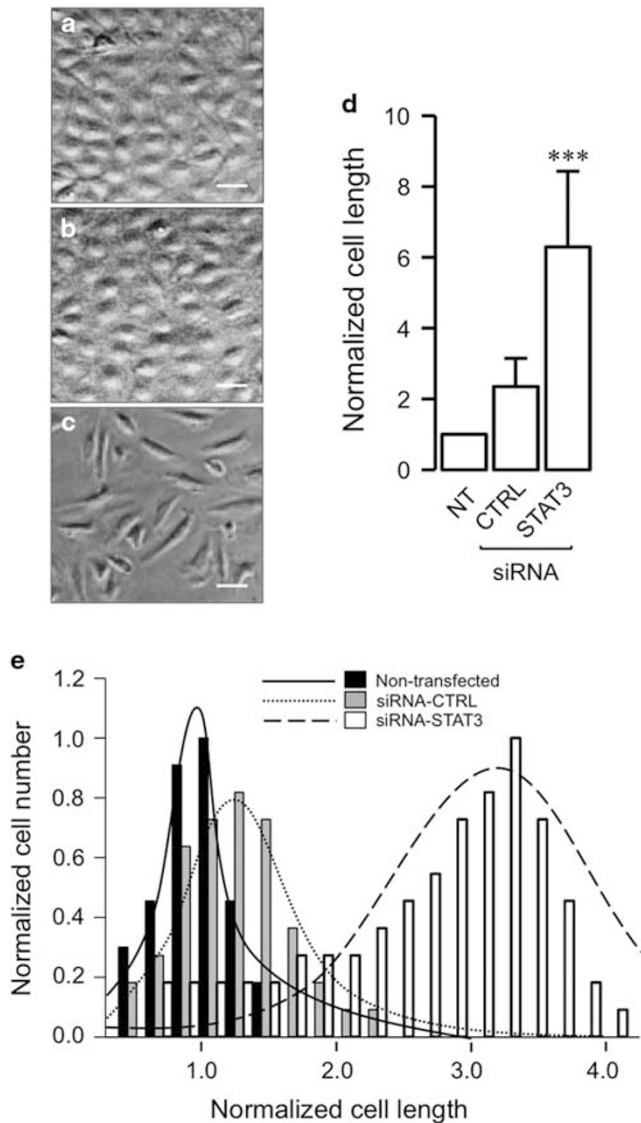 a
b
c
d
Normalized cell length
10
8
6
4
2
0
***
NT
CTRL
STAT3
siRNA
e
Normalized cell number
1.2
1.0
0.8
0.6
0.4
0.2
0.0
Non-transfected
siRNA-CTRL
siRNA-STAT3
1.0
2.0
3.0
4.0
Normalized cell length